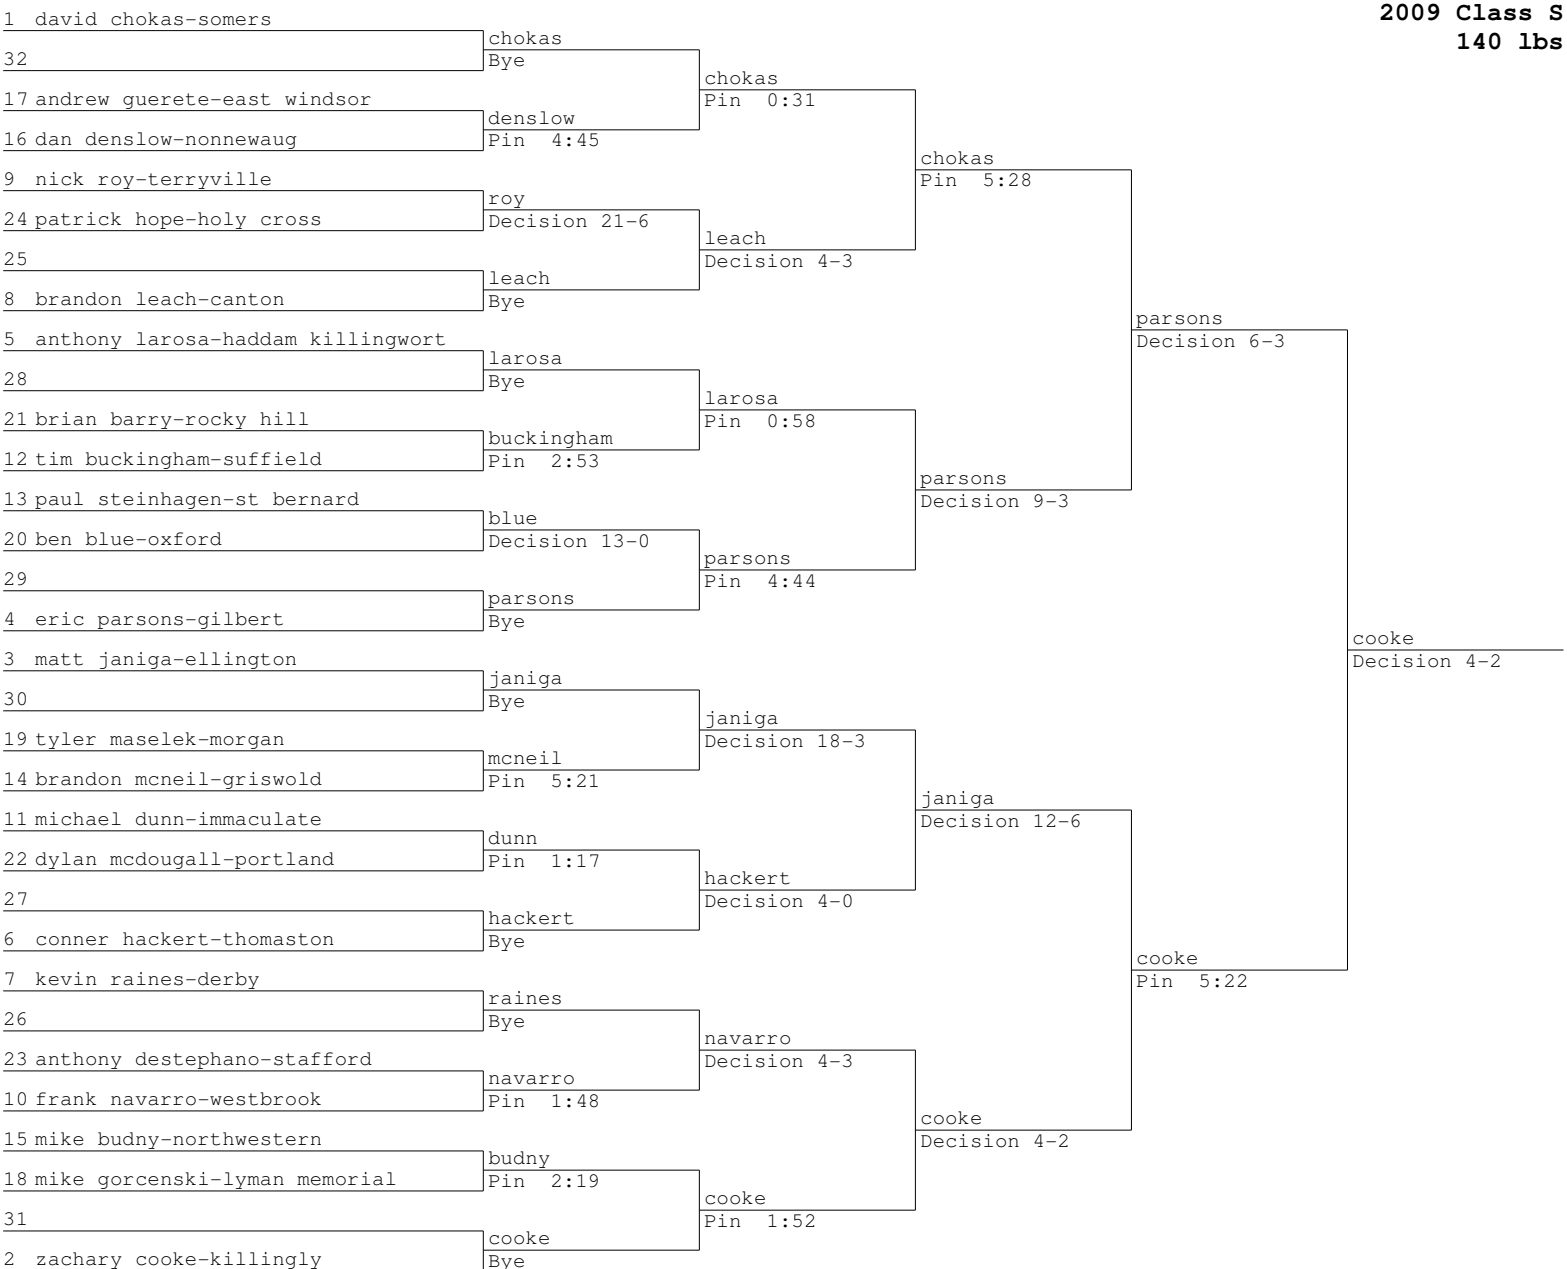 2009 Class S
140 lbs
1 david chokas-somers
32
17 andrew guerete-east windsor
16 dan denslow-nonnewaug
9 nick roy-terryville
24 patrick hope-holy cross
25
8 brandon leach-canton
5 anthony larosa-haddam killingwort
28
21 brian barry-rocky hill
12 tim buckingham-suffield
13 paul steinhagen-st bernard
20 ben blue-oxford
29
4 eric parsons-gilbert
3 matt janiga-ellington
30
19 tyler maselek-morgan
14 brandon mcneil-griswold
11 michael dunn-immaculate
22 dylan mcdougall-portland
27
6 conner hackert-thomaston
7 kevin raines-derby
26
23 anthony destephano-stafford
10 frank navarro-westbrook
15 mike budny-northwestern
18 mike gorcenski-lyman memorial
31
2 zachary cooke-killingly
chokas
Bye
denslow
Pin 4:45
roy
Decision 21-6
leach
Bye
larosa
Bye
buckingham
Pin 2:53
blue
Decision 13-0
parsons
Bye
janiga
Bye
mcneil
Pin 5:21
dunn
Pin 1:17
hackert
Bye
raines
Bye
navarro
Pin 1:48
budny
Pin 2:19
cooke
Bye
chokas
Pin 0:31
leach
Decision 4-3
larosa
Pin 0:58
parsons
Pin 4:44
janiga
Decision 18-3
hackert
Decision 4-0
navarro
Decision 4-3
cooke
Pin 1:52
chokas
Pin 5:28
parsons
Decision 9-3
janiga
Decision 12-6
cooke
Decision 4-2
parsons
Decision 6-3
cooke
Pin 5:22
cooke
Decision 4-2